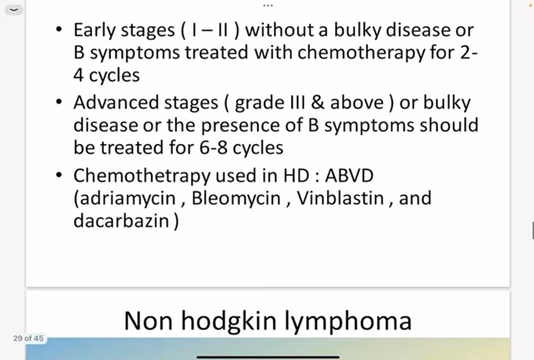 • Early stages ( I – II ) without a bulky disease or
B symptoms treated with chemotherapy for 2-
4 cycles
• Advanced stages ( grade III & above ) or bulky
disease or the presence of B symptoms should
be treated for 6-8 cycles
• Chemothetrapy used in HD : ABVD
(adriamycin , Bleomycin , Vinblastin , and
dacarbazin )
Non hodgkin lymphoma
29 of 45